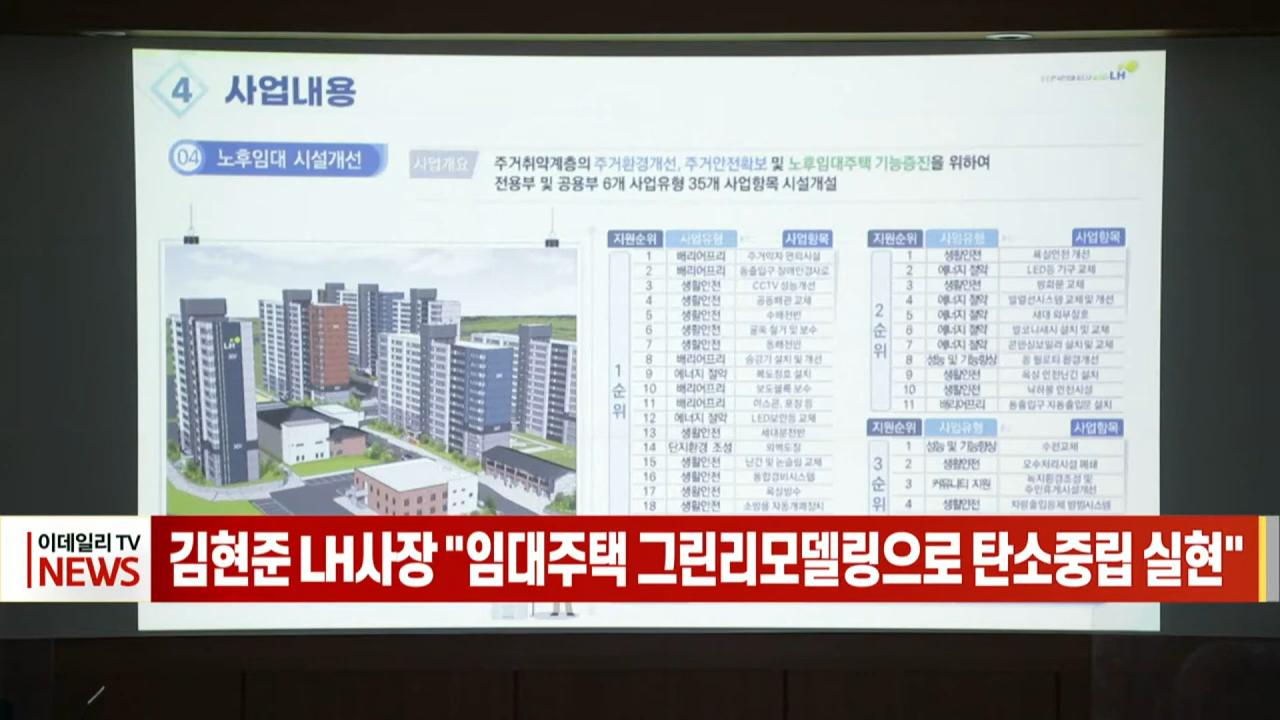 4 사업내용
LH
04 노후임대 시설개선
사업개요
주거취약계층의 주거환경개선, 주거안전확보 및 노후임대주택 기능증진을 위하여
전용부 및 공용부 6개 사업유형 35개 사업항목 시설개설
LH
지원순위 사업유형 사업항목
1순위
1 배리어프리 주거약자 편의시설
2 배리어프리 동출입구 장애인경사로
3 생활안전 CCTV 성능개선
4 생활안전 공동배관 교체
5 생활안전 수배전반
6 생활안전 굴뚝 철거 및 보수
7 생활안전 동배전반
8 배리어프리 승강기 설치 및 개선
9 에너지 절약 복도창호 설치
10 배리어프리 보도블록 보수
11 배리어프리 아스콘, 포장 등
12 에너지 절약 LED보안등 교체
13 생활안전 세대분전반
14 단지환경 조성 외벽도장
15 생활안전 난간 및 논슬립 교체
16 생활안전 통합경비시스템
17 생활안전 옥상방수
18 생활안전 소방용 자동개폐장치
지원순위 사업유형 사업항목
2순위
1 생활안전 욕실안전 개선
2 에너지 절약 LED등 기구 교체
3 생활안전 방화문 교체
4 에너지 절약 발열선시스템 교체 및 개선
5 에너지 절약 세대 외부창호
6 에너지 절약 발코니새시 설치 및 교체
7 에너지 절약 콘덴싱보일러 설치 및 교체
8 성능 및 기능향상 동 필로티 환경개선
9 생활안전 옥상 안전난간 설치
10 생활안전 낙하물 안전시설
11 배리어프리 동출입구 자동출입문 설치
지원순위 사업유형 사업항목
3순위
1 성능 및 기능향상 수전교체
2 생활안전 오수처리시설 폐쇄
3 커뮤니티 지원 녹지환경조성 및
주민휴게시설개선
4 생활안전 차량출입통제 방범시스템
이데일리 TV
NEWS
김현준 LH사장 "임대주택 그린리모델링으로 탄소중립 실현"